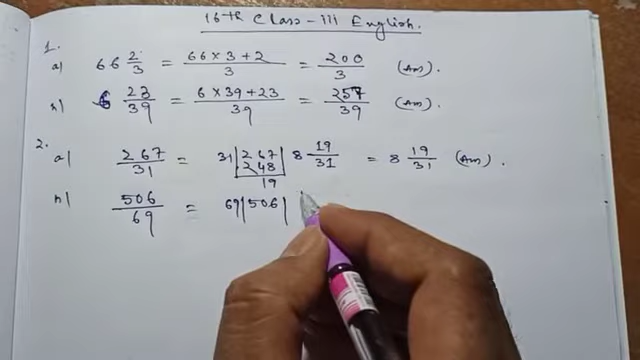 16th Class - III English.
1.
a) 66 2/3 = (66 × 3 + 2)/3 = 200/3 (Ans).
n) 6 23/39 = (6 × 39 + 23)/39 = 257/39 (Ans).
2.
a) 267/31 = 31|267| 8 19/31 = 8 19/31 (Ans).
248
19
n) 506/69 = 69|506|